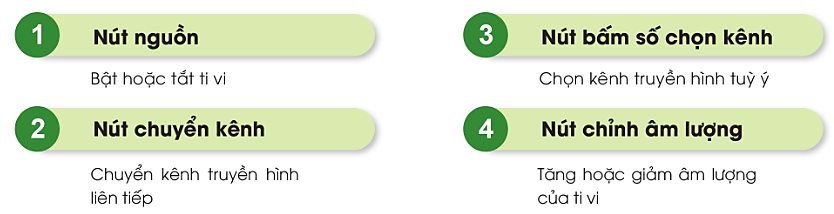 1 Nút nguồn
Bật hoặc tắt ti vi
2 Nút chuyển kênh
Chuyển kênh truyền hình
liên tiếp
3 Nút bấm số chọn kênh
Chọn kênh truyền hình tuỳ ý
4 Nút chỉnh âm lượng
Tăng hoặc giảm âm lượng
của ti vi